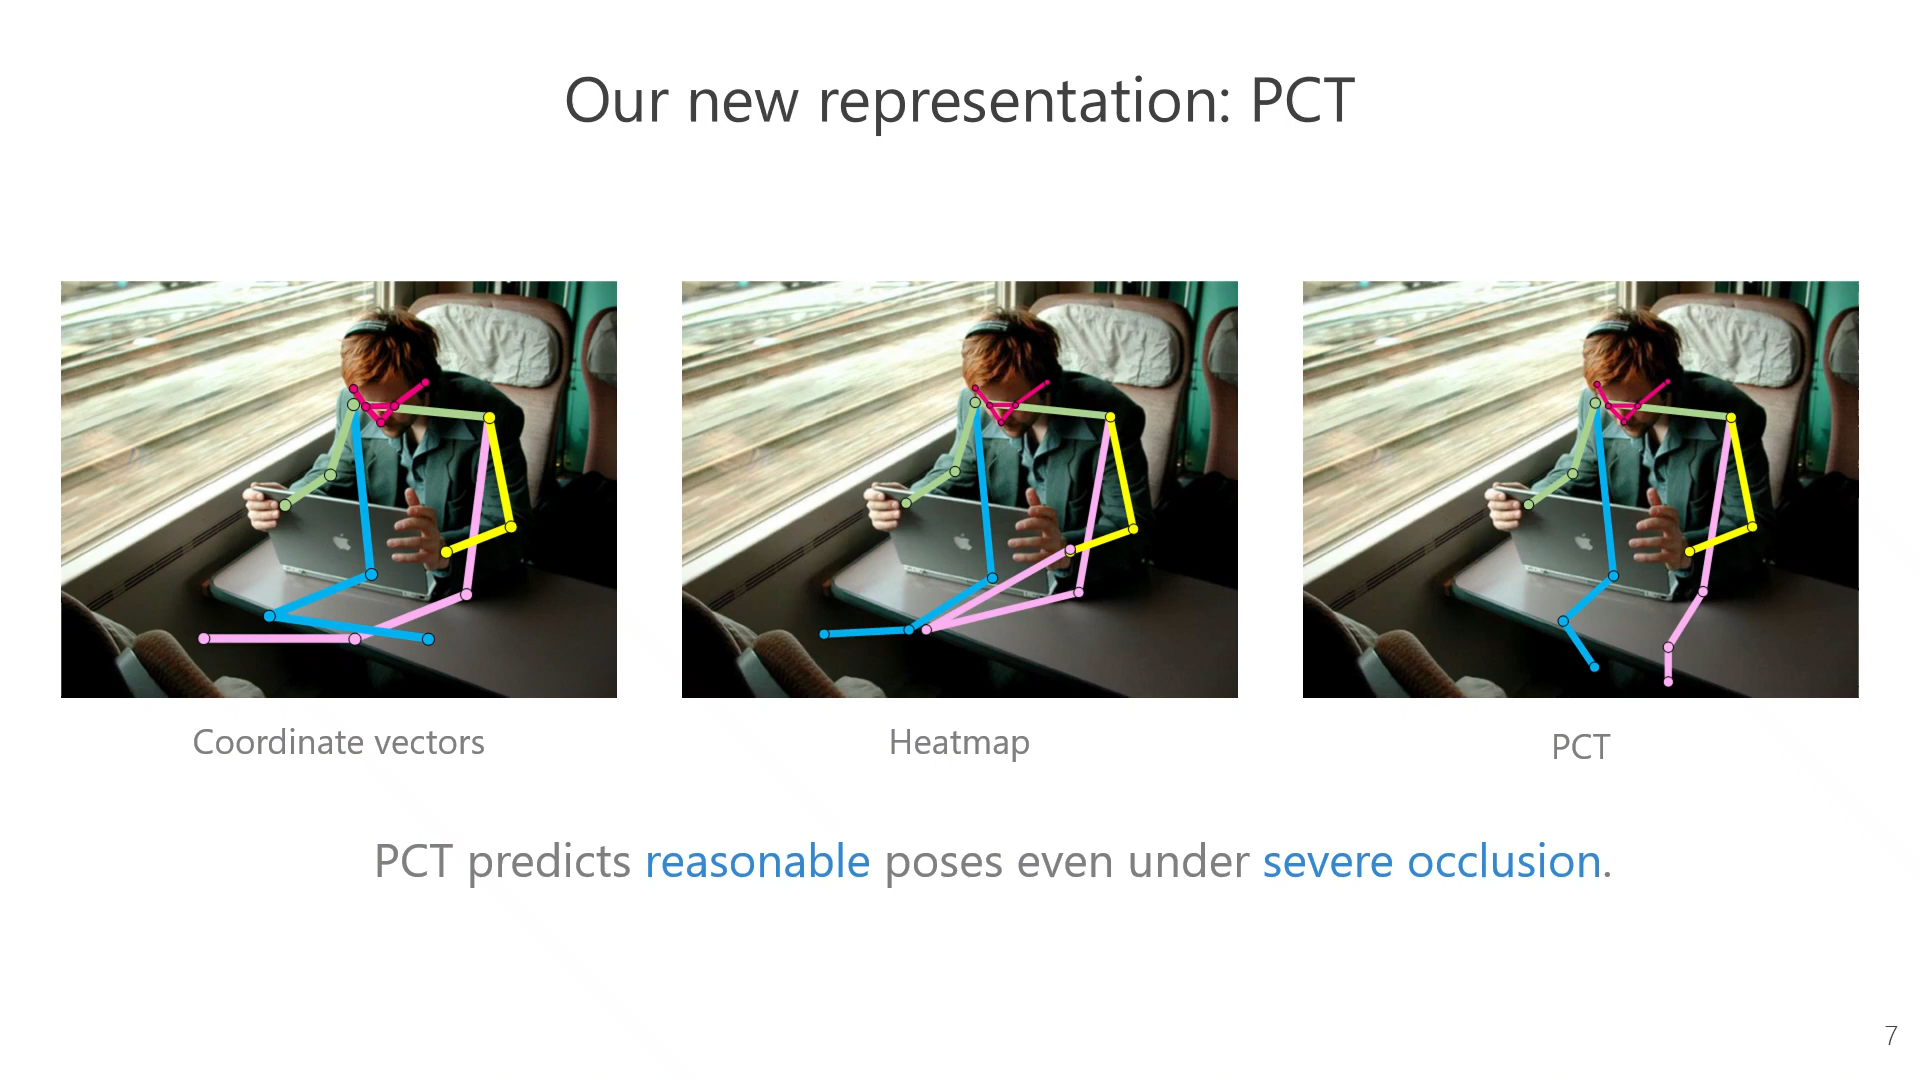 Our new representation: PCT
Coordinate vectors
Heatmap
PCT
PCT predicts reasonable poses even under severe occlusion.
7